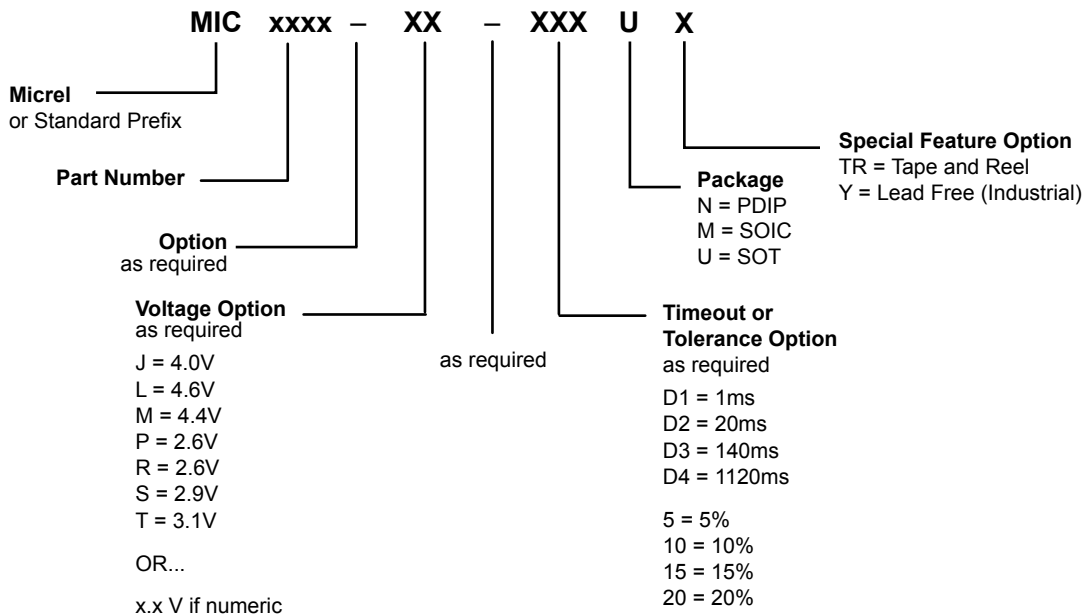 MIC xxxx – XX – XXX U X
Micrel
or Standard Prefix
Part Number
Option
as required
Voltage Option
as required
J = 4.0V
L = 4.6V
M = 4.4V
P = 2.6V
R = 2.6V
S = 2.9V
T = 3.1V
OR...
x.x V if numeric
as required
Timeout or
Tolerance Option
as required
D1 = 1ms
D2 = 20ms
D3 = 140ms
D4 = 1120ms
5 = 5%
10 = 10%
15 = 15%
20 = 20%
Package
N = PDIP
M = SOIC
U = SOT
Special Feature Option
TR = Tape and Reel
Y = Lead Free (Industrial)